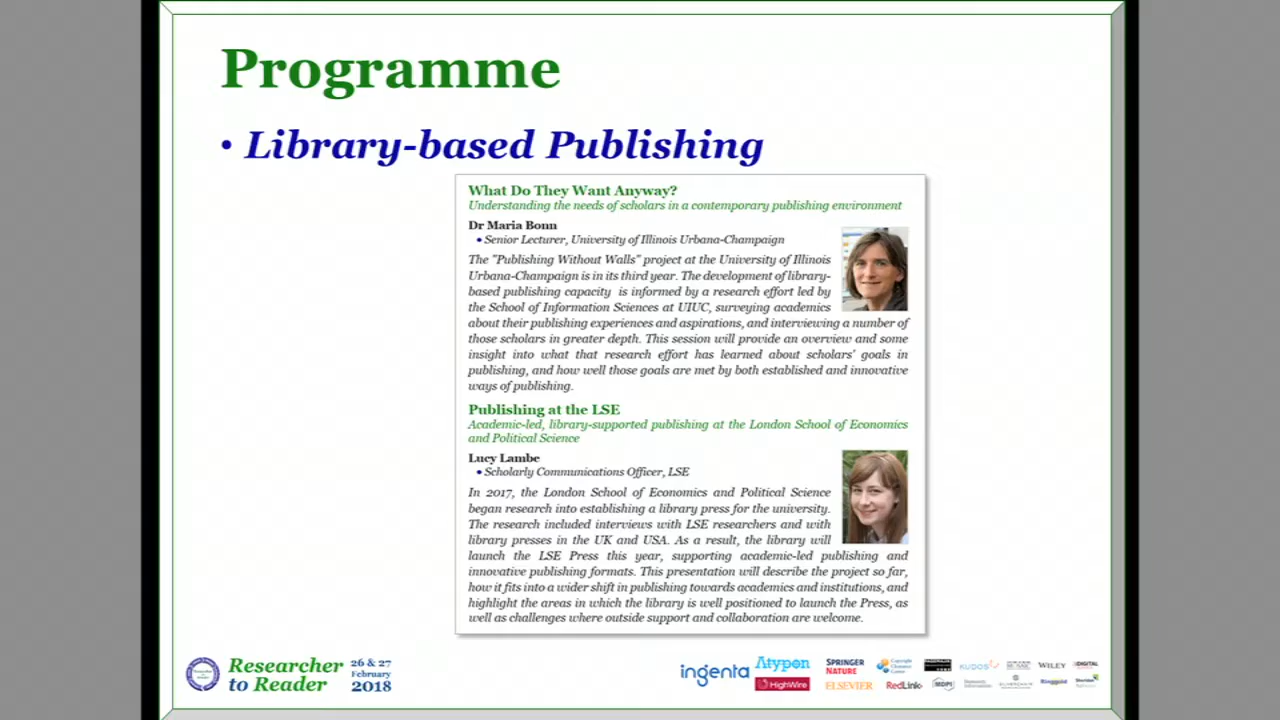 Programme
• Library-based Publishing
What Do They Want Anyway?
Understanding the needs of scholars in a contemporary publishing environment
Dr Maria Bonn
• Senior Lecturer, University of Illinois Urbana-Champaign
The "Publishing Without Walls" project at the University of Illinois
Urbana-Champaign is in its third year. The development of library-
based publishing capacity is informed by a research effort led by
the School of Information Sciences at UIUC, surveying academics
about their publishing experiences and aspirations, and interviewing a number of
those scholars in greater depth. This session will provide an overview and some
insight into what that research effort has learned about scholars' goals in
publishing, and how well those goals are met by both established and innovative
ways of publishing.
Publishing at the LSE
Academic-led, library-supported publishing at the London School of Economics
and Political Science
Lucy Lambe
• Scholarly Communications Officer, LSE
In 2017, the London School of Economics and Political Science
began research into establishing a library press for the university.
The research included interviews with LSE researchers and with
library presses in the UK and USA. As a result, the library will
launch the LSE Press this year, supporting academic-led publishing and
innovative publishing formats. This presentation will describe the project so far,
how it fits into a wider shift in publishing towards academics and institutions, and
highlight the areas in which the library is well positioned to launch the Press, as
well as challenges where outside support and collaboration are welcome.
Researcher
to Reader
26 & 27
February
2018
ingenta
Atypon
HighWire
SPRINGER
NATURE
ELSEVIER
Copyright
Clearance
Center
RedLink
MDPI
KUDOS
WILEY
DIGITAL
Ringgold
Sheridan